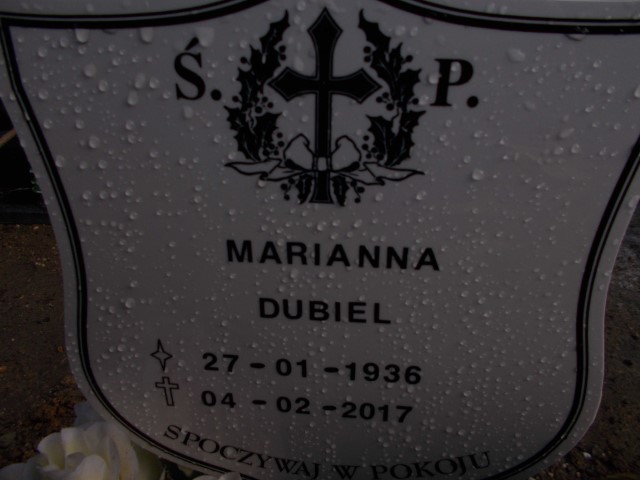 Ś. P.
MARIANNA
DUBIEL
27-01-1936
04-02-2017
SPOCZYWAJ W POKOJU